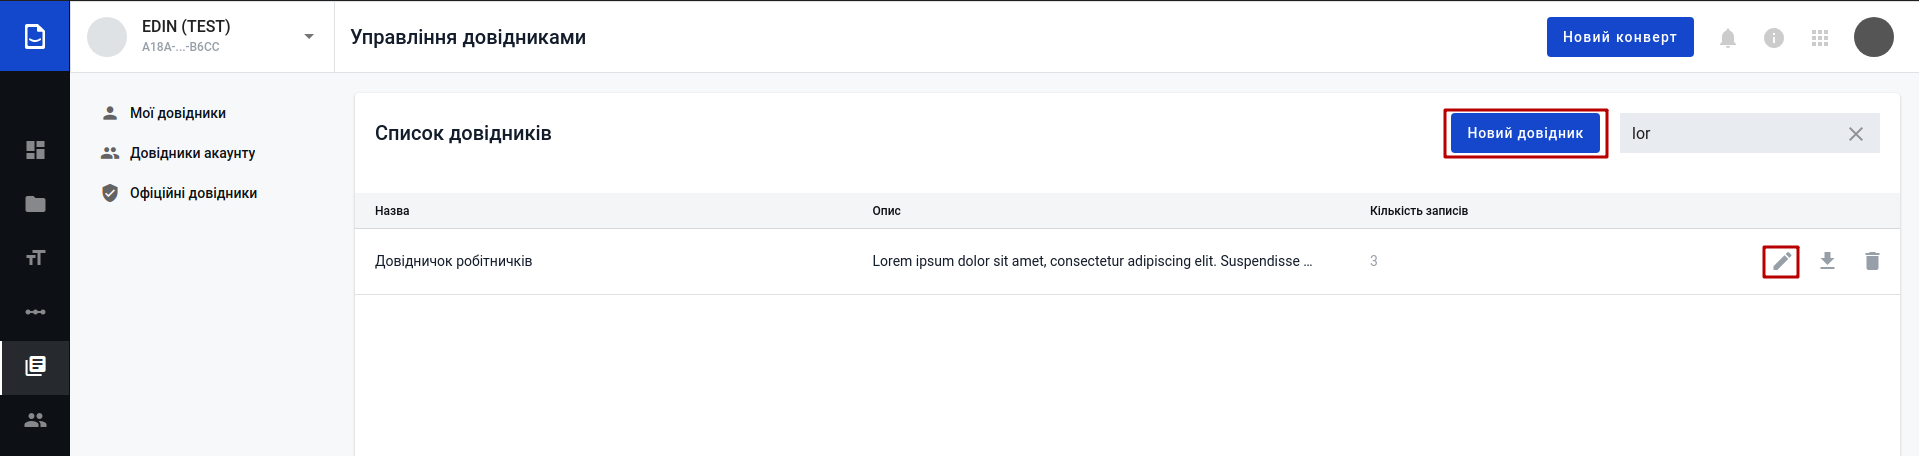 EDIN (TEST)
A18A-...-B6CC
Управління довідниками
Новий конверт
Мої довідники
Довідники акаунту
Офіційні довідники
Список довідників
Новий довідник
lor
Назва
Опис
Кількість записів
Довідничок робітничків
Lorem ipsum dolor sit amet, consectetur adipiscing elit. Suspendisse ...
3